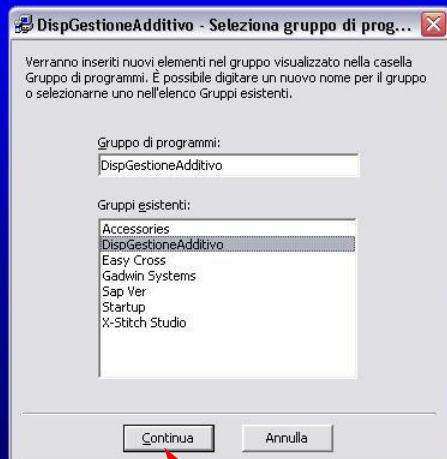 DispGestioneAdditivo - Seleziona gruppo di prog...
Verranno inseriti nuovi elementi nel gruppo visualizzato nella casella
Gruppo di programmi. È possibile digitare un nuovo nome per il gruppo
o selezionarne uno nell'elenco Gruppi esistenti.
Gruppo di programmi:
DispGestioneAdditivo
Gruppi esistenti:
Accessories
DispGestioneAdditivo
Easy Cross
Gadwin Systems
Sap Ver
Startup
X-Stitch Studio
Continua
Annulla